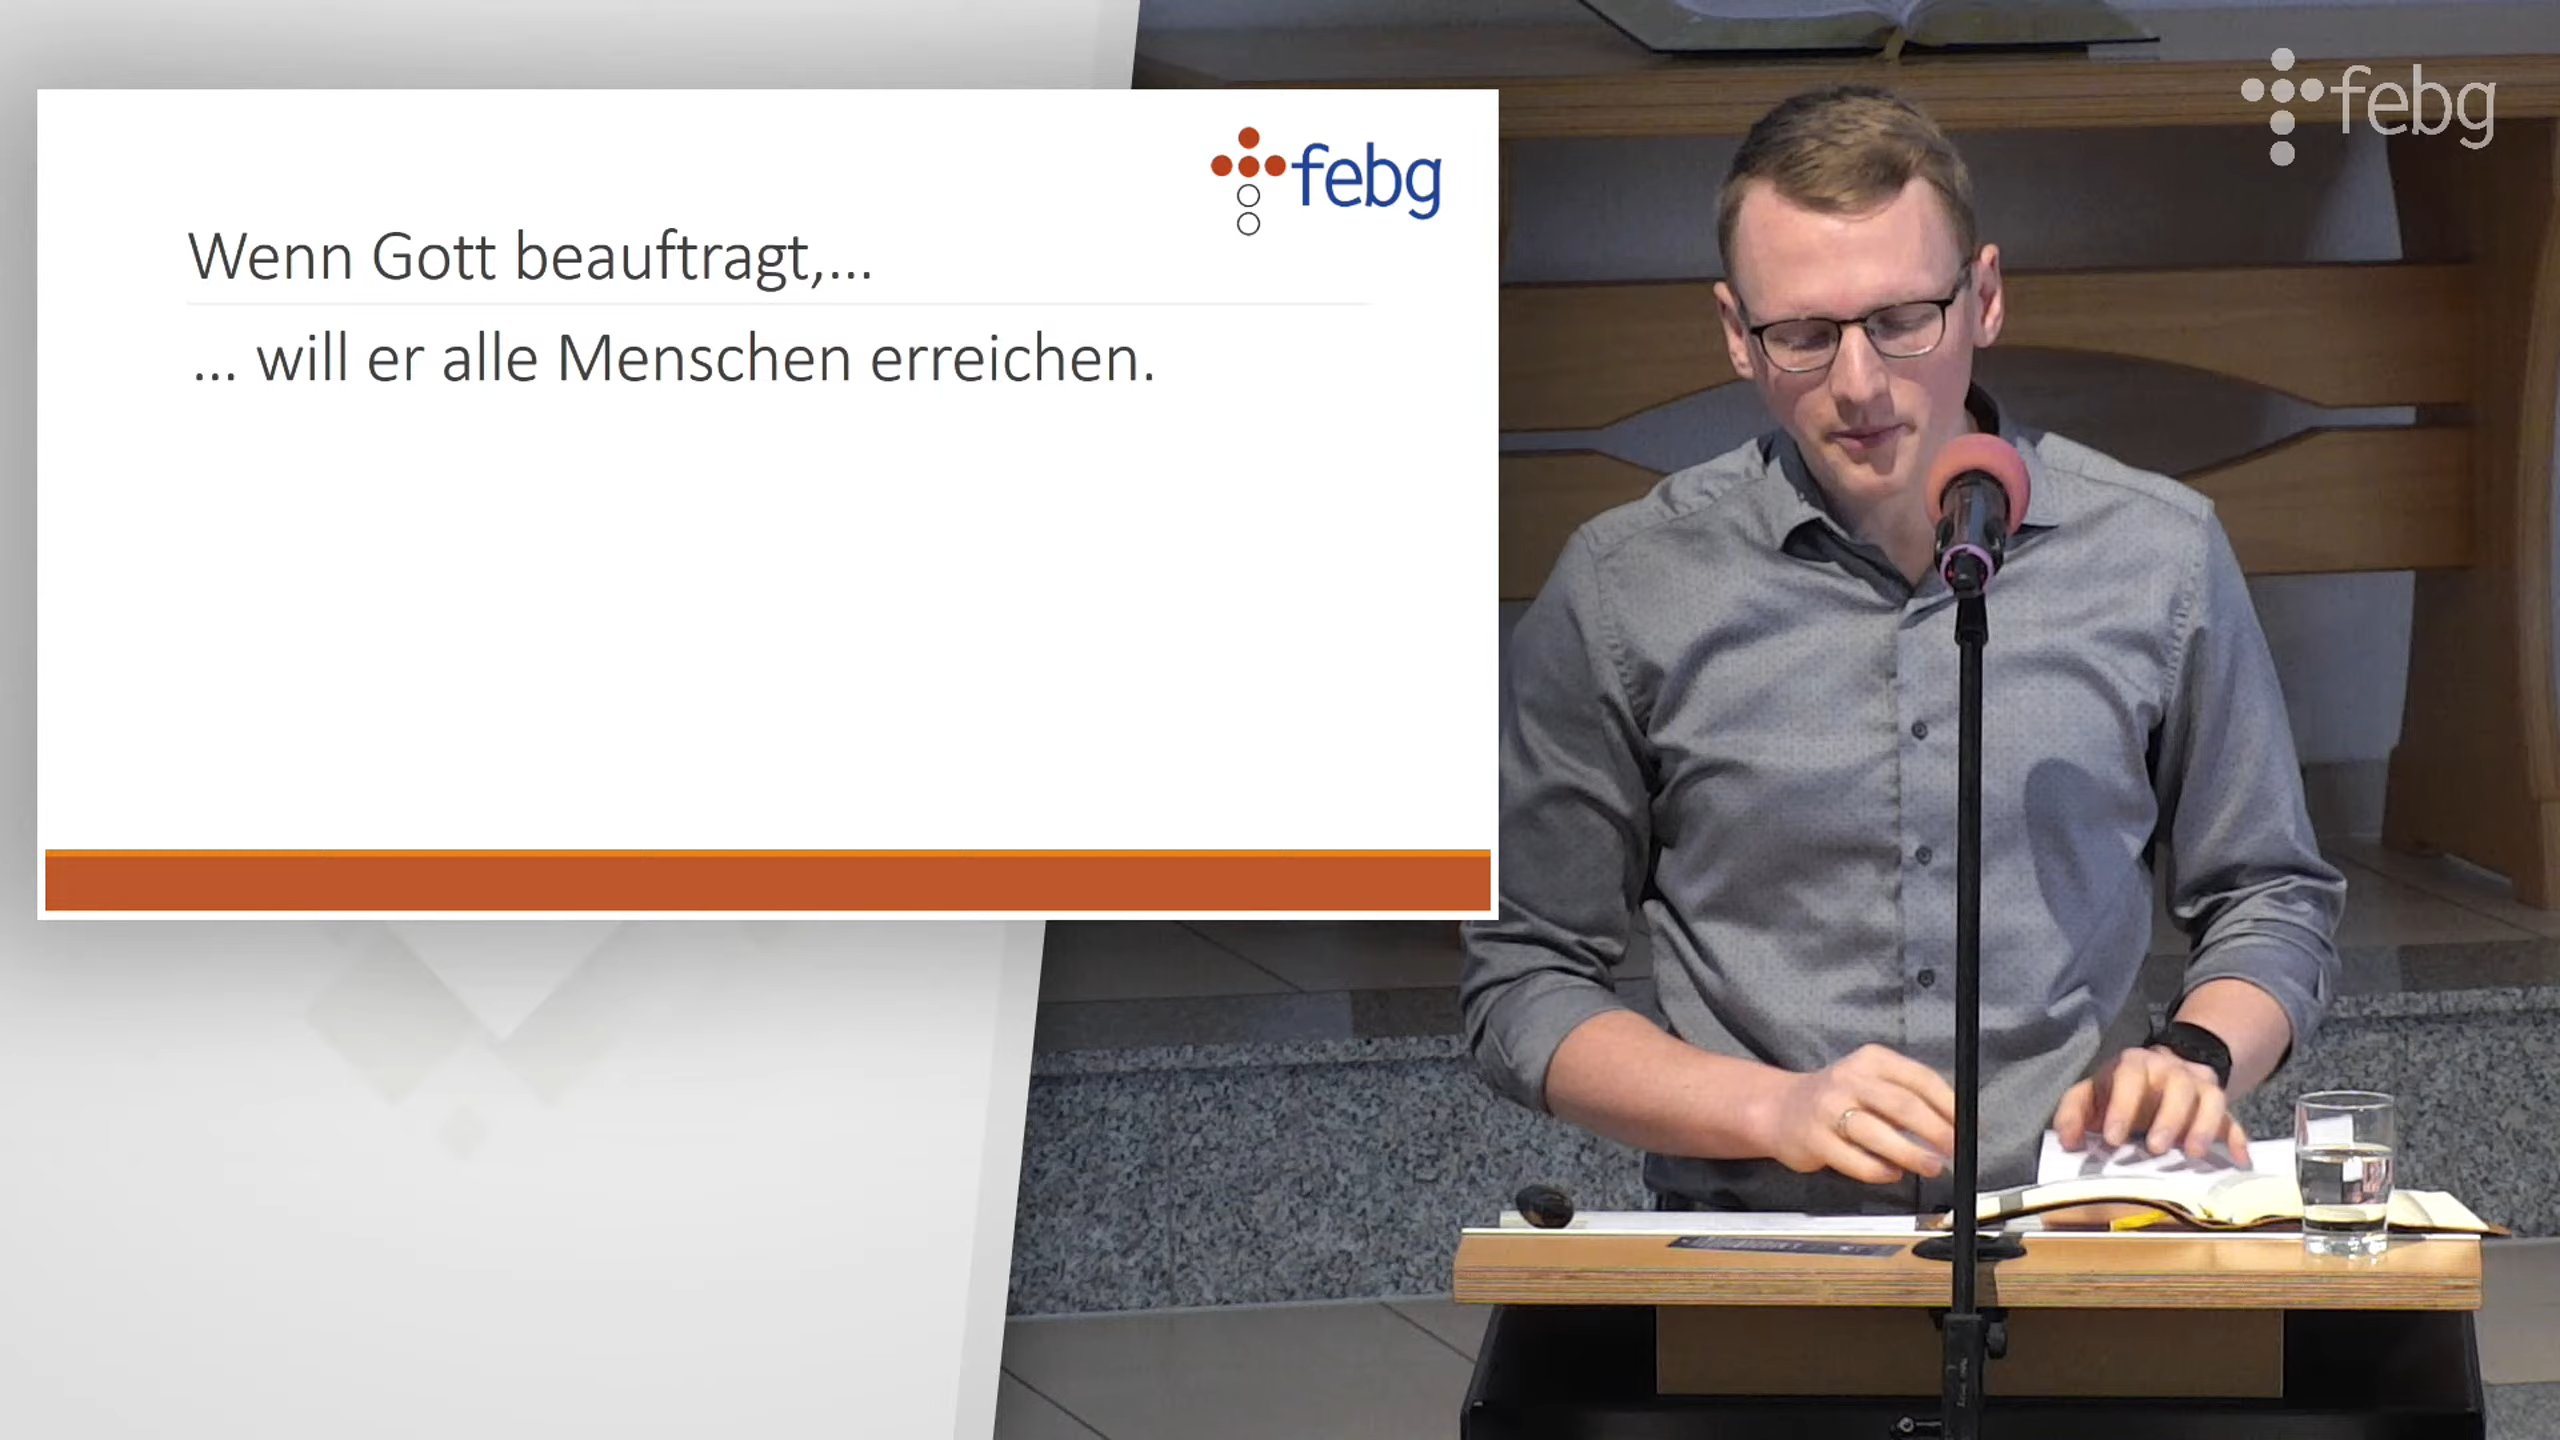 febg
Wenn Gott beauftragt,...
... will er alle Menschen erreichen.
febg